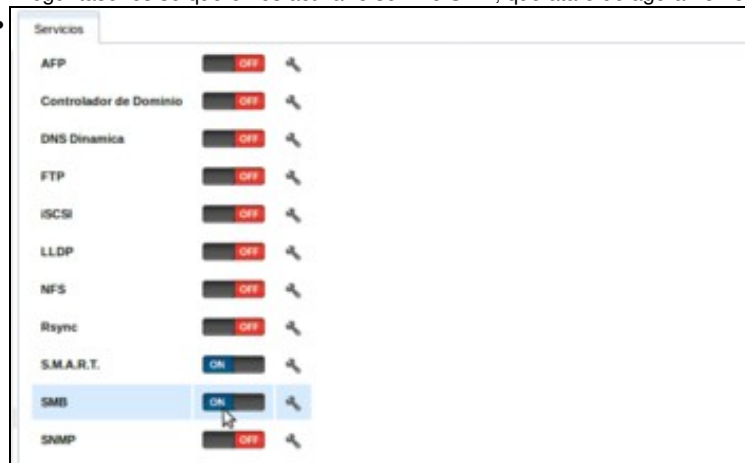 Servicios
AFP OFF
Controlador de Dominio OFF
DNS Dinamica OFF
FTP OFF
iSCSI OFF
LLDP OFF
NFS OFF
Rsync OFF
S.M.A.R.T. ON
SMB ON
SNMP OFF